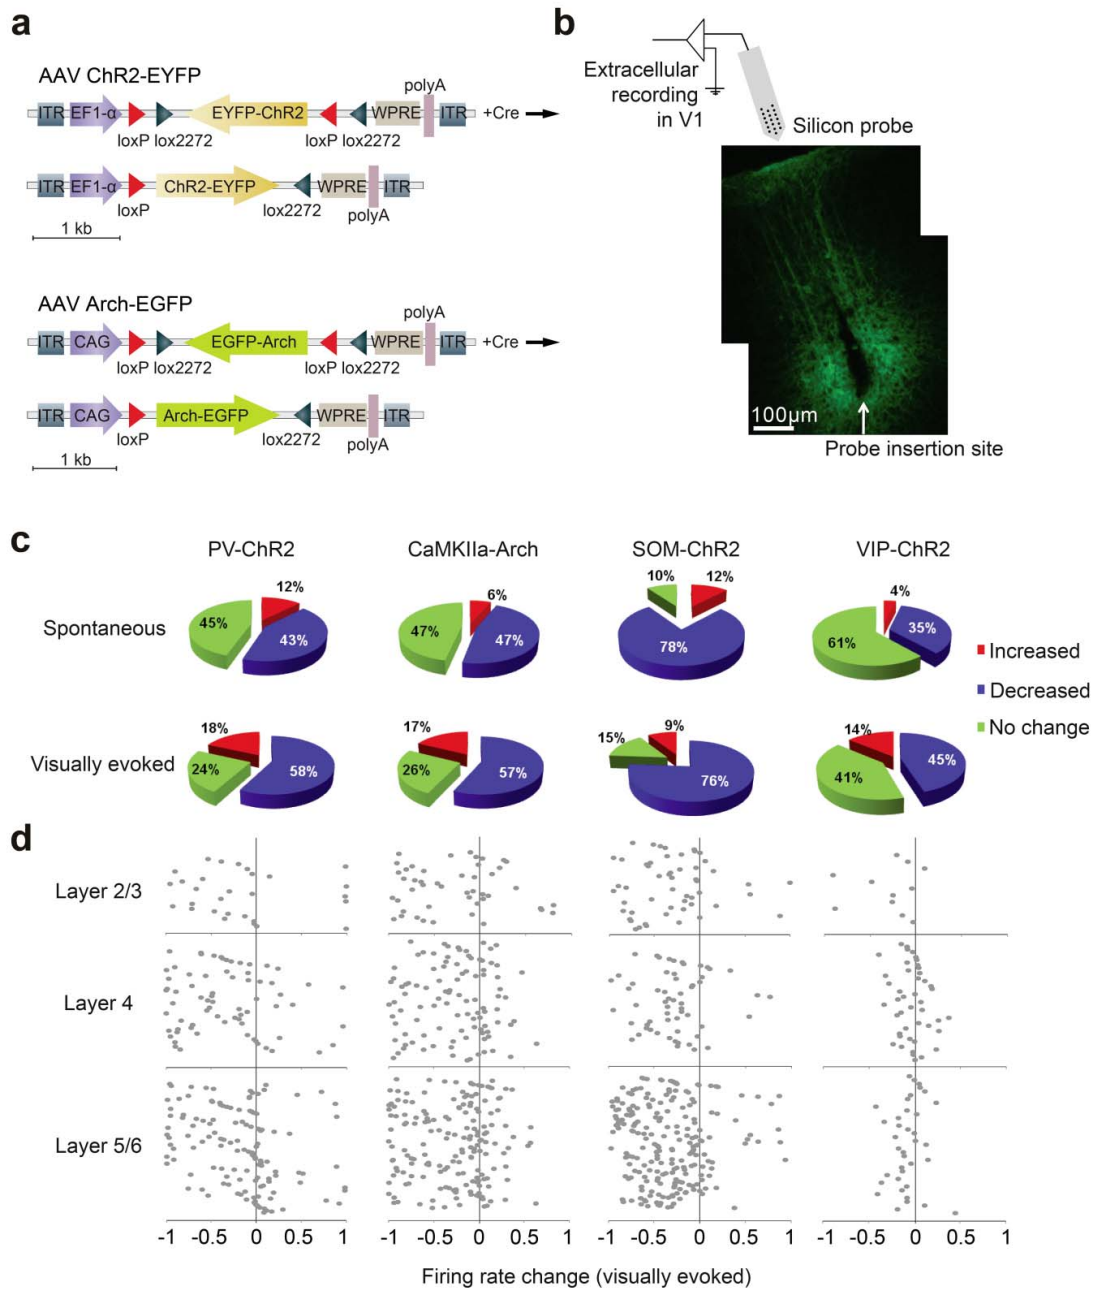 a
AAV ChR2-EYFP
polyA
ITR EF1-α EYFP-ChR2 WPRE ITR +Cre
loxP lox2272 loxP lox2272
ITR EF1-α ChR2-EYFP WPRE ITR
loxP lox2272 polyA
1 kb
AAV Arch-EGFP
polyA
ITR CAG EGFP-Arch WPRE ITR +Cre
loxP lox2272 loxP lox2272
ITR CAG Arch-EGFP WPRE ITR
loxP lox2272 polyA
1 kb
b
Extracellular
recording
in V1
Silicon probe
100µm
Probe insertion site
c
PV-ChR2 CaMKIIa-Arch SOM-ChR2 VIP-ChR2
Spontaneous
12% 43% 45%
6% 47% 47%
10% 12% 78%
4% 35% 61%
Increased
Decreased
No change
Visually evoked
18% 24% 58%
17% 26% 57%
9% 15% 76%
14% 41% 45%
d
Layer 2/3
Layer 4
Layer 5/6
-1 -0.5 0 0.5 1 -1 -0.5 0 0.5 1 -1 -0.5 0 0.5 1 -1 -0.5 0 0.5 1
Firing rate change (visually evoked)